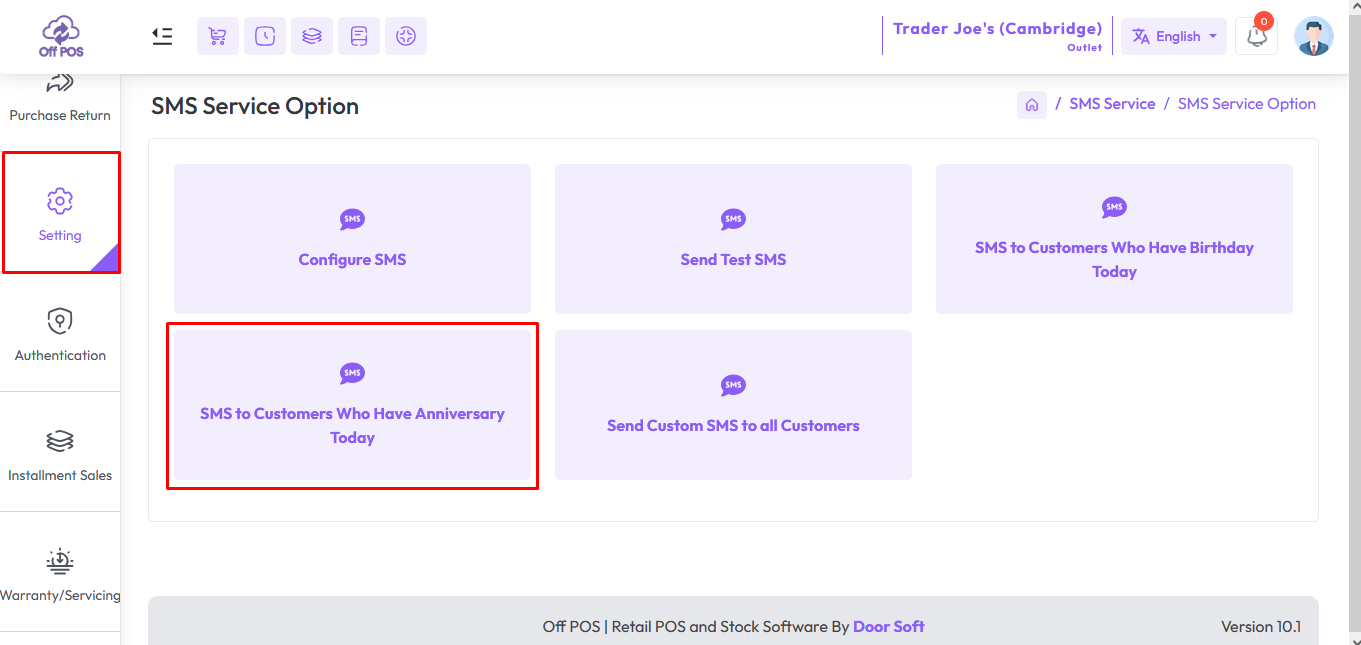 Off POS
Trader Joe's (Cambridge)
Outlet
English
0
Purchase Return
Setting
Authentication
Installment Sales
Warranty/Servicing
SMS Service Option
/ SMS Service / SMS Service Option
SMS
Configure SMS
SMS
Send Test SMS
SMS
SMS to Customers Who Have Birthday
Today
SMS
SMS to Customers Who Have Anniversary
Today
SMS
Send Custom SMS to all Customers
Off POS | Retail POS and Stock Software By Door Soft
Version 10.1